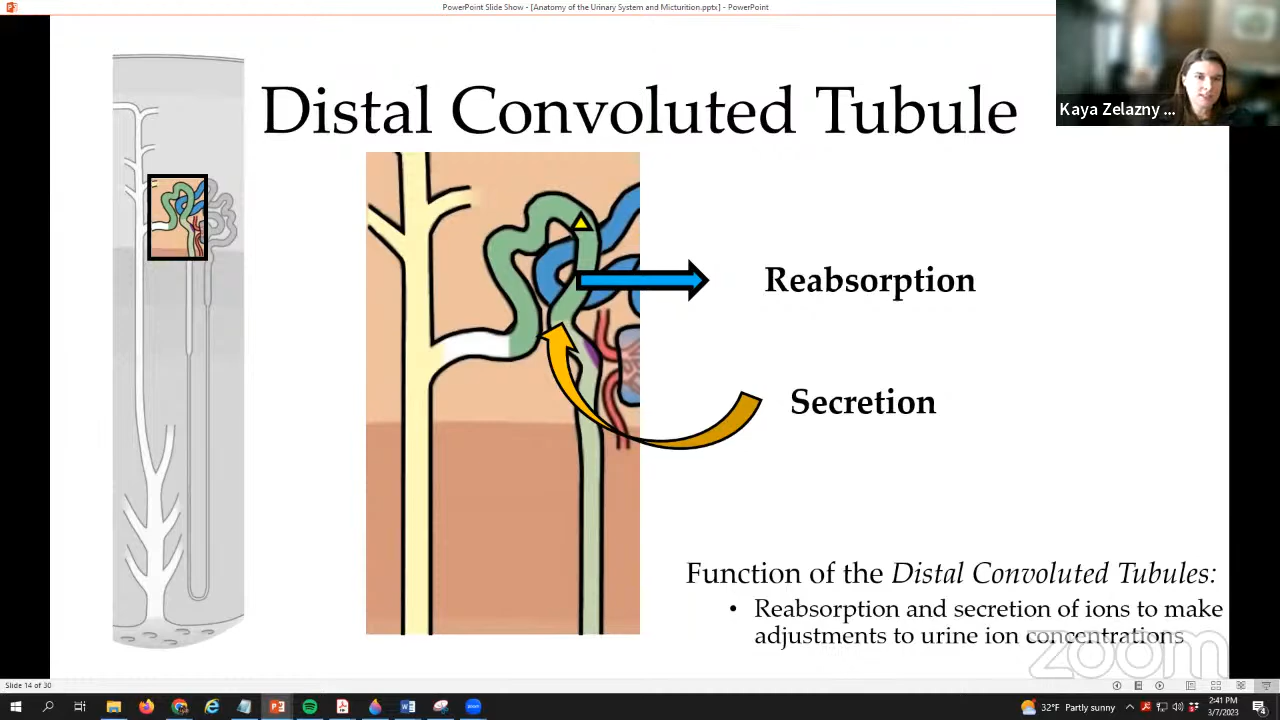 PowerPoint Slide Show - [Anatomy of the Urinary System and Micturition.pptx] - PowerPoint
Kaya Zelazny ...
Distal Convoluted Tubule
Reabsorption
Secretion
Function of the Distal Convoluted Tubules:
• Reabsorption and secretion of ions to make
adjustments to urine ion concentrations
zoom
Slide 14 of 30
32°F Partly sunny
2:41 PM
3/7/2023